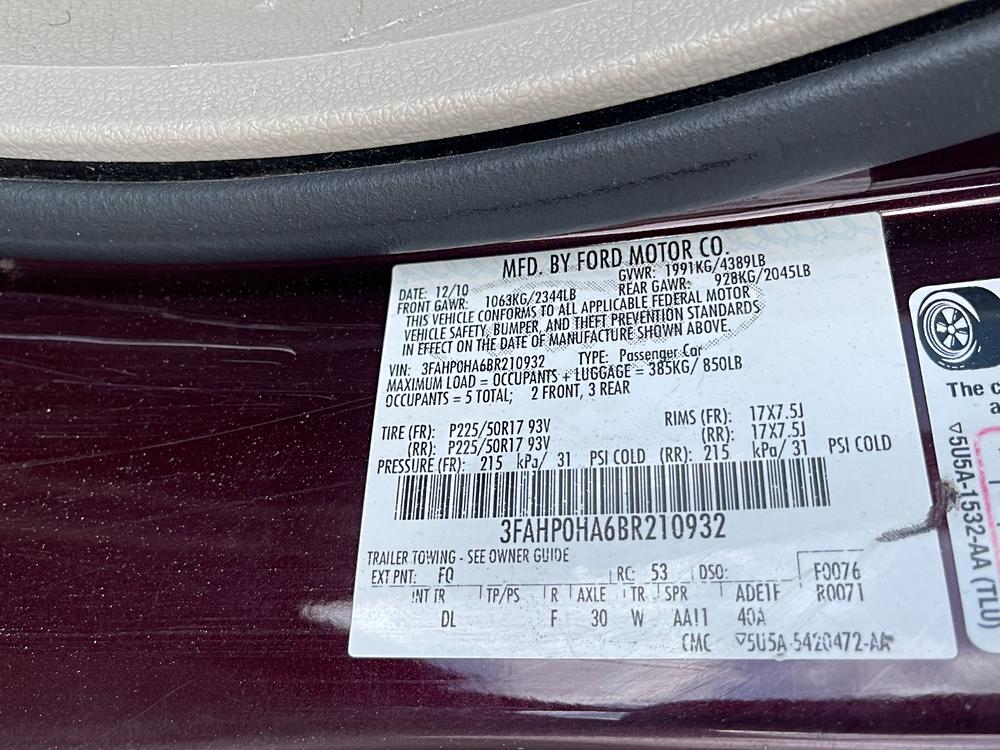 MFD. BY FORD MOTOR CO.
DATE: 12/10 GVWR: 1991KG/4389LB
FRONT GAWR: 1063KG/2344LB REAR GAWR: 928KG/2045LB
THIS VEHICLE CONFORMS TO ALL APPLICABLE FEDERAL MOTOR
VEHICLE SAFETY, BUMPER, AND THEFT PREVENTION STANDARDS
IN EFFECT ON THE DATE OF MANUFACTURE SHOWN ABOVE.
VIN: 3FAHP0HA6BR210932 TYPE: Passenger Car
MAXIMUM LOAD = OCCUPANTS + LUGGAGE = 385KG/ 850LB
OCCUPANTS = 5 TOTAL; 2 FRONT, 3 REAR
TIRE (FR): P225/50R17 93V RIMS (FR): 17X7.5J
(RR): P225/50R17 93V (RR): 17X7.5J
PRESSURE (FR): 215 kPa/ 31 PSI COLD (RR): 215 kPa/ 31 PSI COLD
3FAHP0HA6BR210932
TRAILER TOWING - SEE OWNER GUIDE
EXT PNT: FQ RC: 53 DSO: F0076
INT TR TP/PS R AXLE TR SPR ADE1F R0071
DL F 30 W AA11 40A
CMC ▽5U5A-5420472-AA
The
▽5U5A-1532-AA (TLU)